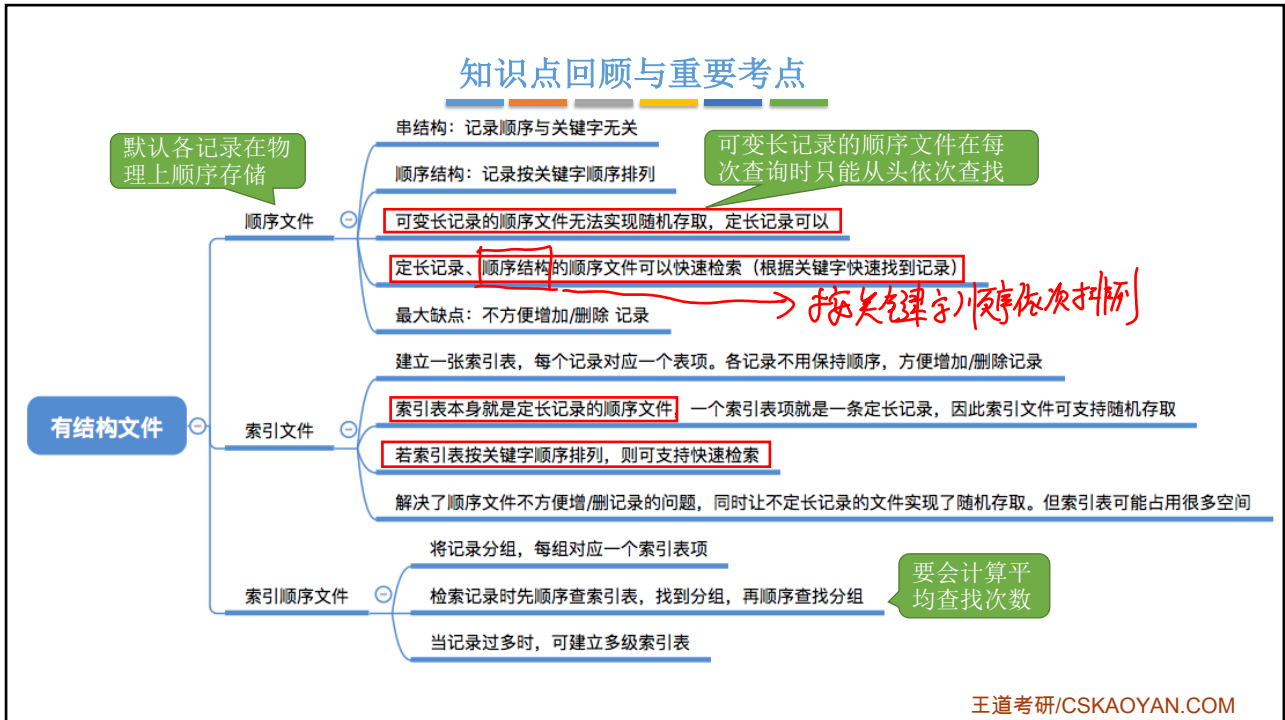 知识点回顾与重要考点
默认各记录在物
理上顺序存储
可变长记录的顺序文件在每
次查询时只能从头依次查找
有结构文件
顺序文件
串结构：记录顺序与关键字无关
顺序结构：记录按关键字顺序排列
可变长记录的顺序文件无法实现随机存取，定长记录可以
定长记录、顺序结构的顺序文件可以快速检索（根据关键字快速找到记录）
按关键字顺序依次排列
最大缺点：不方便增加/删除 记录
索引文件
建立一张索引表，每个记录对应一个表项。各记录不用保持顺序，方便增加/删除记录
索引表本身就是定长记录的顺序文件，一个索引表项就是一条定长记录，因此索引文件可支持随机存取
若索引表按关键字顺序排列，则可支持快速检索
解决了顺序文件不方便增/删记录的问题，同时让不定长记录的文件实现了随机存取。但索引表可能占用很多空间
索引顺序文件
将记录分组，每组对应一个索引表项
检索记录时先顺序查索引表，找到分组，再顺序查找分组
当记录过多时，可建立多级索引表
要会计算平
均查找次数
王道考研/CSKAOYAN.COM